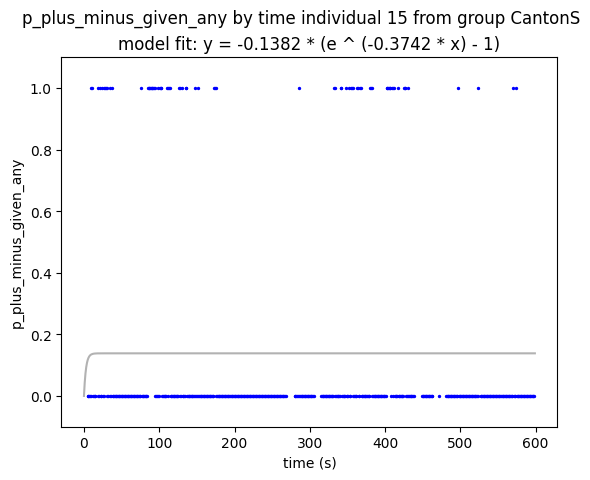 p_plus_minus_given_any by time individual 15 from group CantonS
model fit: y = -0.1382 * (e ^ (-0.3742 * x) - 1)
1.0
0.8
0.6
0.4
0.2
0.0
p_plus_minus_given_any
0 100 200 300 400 500 600
time (s)